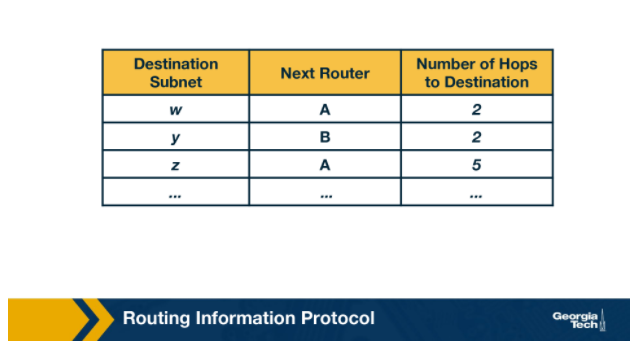 Destination Subnet Next Router Number of Hops to Destination
w A 2
y B 2
z A 5
... ... ...
Routing Information Protocol
Georgia
Tech